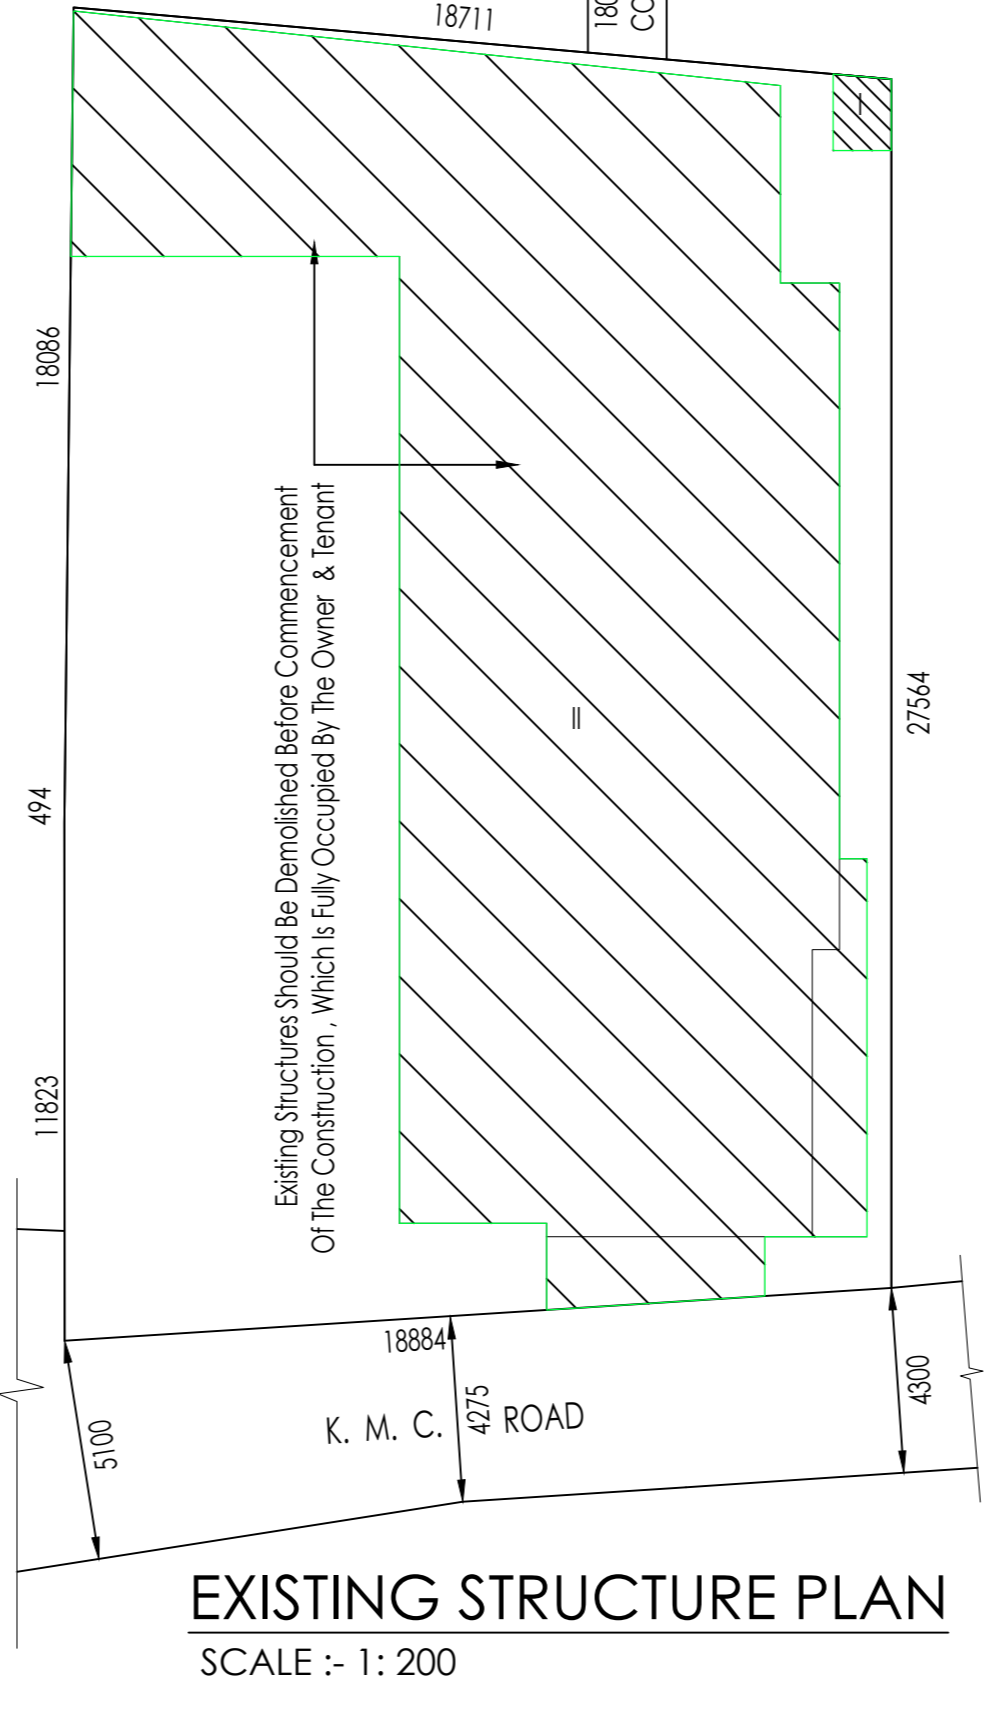 18711
I
18086
Existing Structures Should Be Demolished Before Commencement
Of The Construction , Which Is Fully Occupied By The Owner & Tenant
II
27564
494
11823
18884
5100
4275
4300
K. M. C. ROAD
EXISTING STRUCTURE PLAN
SCALE :- 1: 200